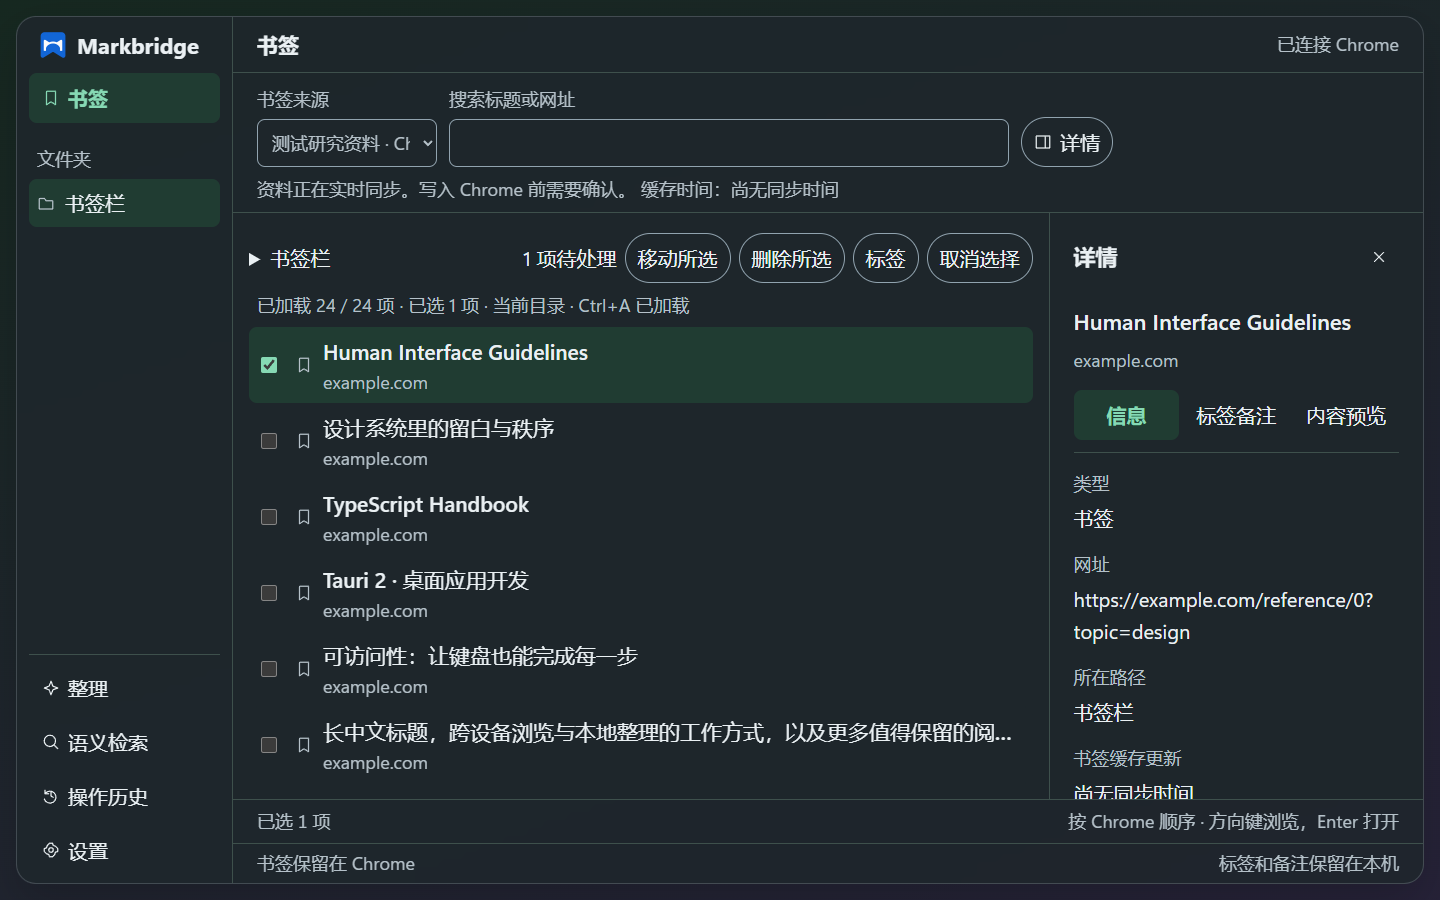 Markbridge
书签
文件夹
书签栏
整理
语义检索
操作历史
设置
书签
已连接 Chrome
书签来源
搜索标题或网址
测试研究资料 · Ch
详情
资料正在实时同步。写入 Chrome 前需要确认。 缓存时间：尚无同步时间
书签栏
1 项待处理
移动所选
删除所选
标签
取消选择
已加载 24 / 24 项 · 已选 1 项 · 当前目录 · Ctrl+A 已加载
Human Interface Guidelines
example.com
设计系统里的留白与秩序
example.com
TypeScript Handbook
example.com
Tauri 2 · 桌面应用开发
example.com
可访问性：让键盘也能完成每一步
example.com
长中文标题，跨设备浏览与本地整理的工作方式，以及更多值得保留的阅...
example.com
详情
Human Interface Guidelines
example.com
信息
标签备注
内容预览
类型
书签
网址
https://example.com/reference/0?
topic=design
所在路径
书签栏
书签缓存更新
尚无同步时间
已选 1 项
按 Chrome 顺序 · 方向键浏览，Enter 打开
书签保留在 Chrome
标签和备注保留在本机